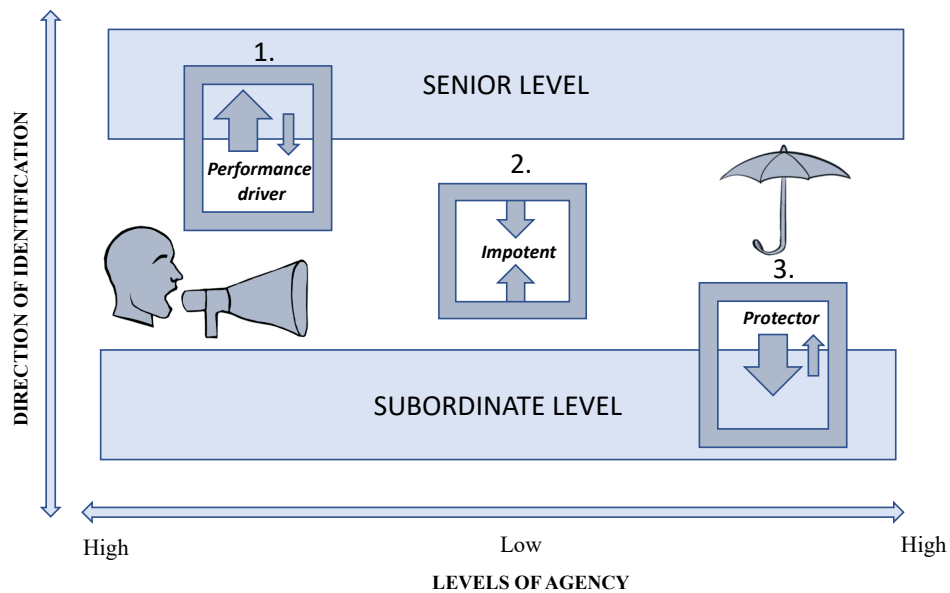 1.
SENIOR LEVEL
Performance
driver
2.
Impotent
3.
Protector
SUBORDINATE LEVEL
DIRECTION OF IDENTIFICATION
High
Low
High
LEVELS OF AGENCY